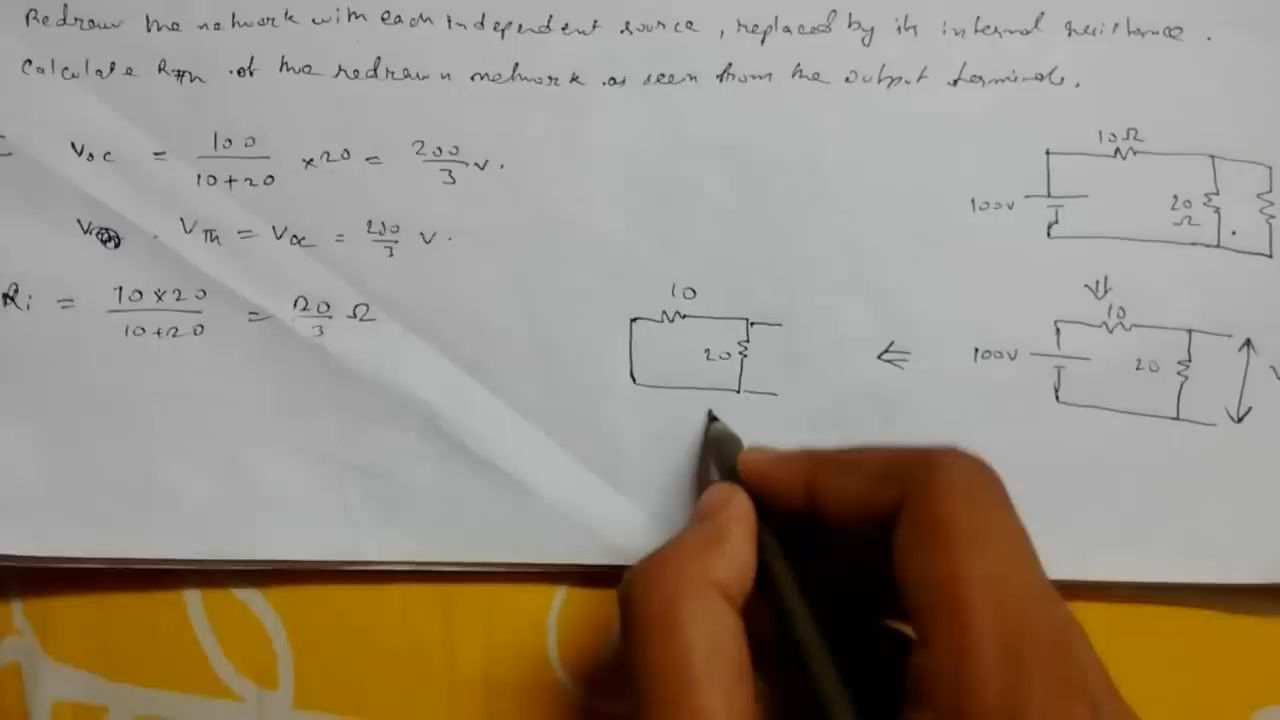 Redraw the network with each independent source, replaced by its internal resistance.
Calculate RTh of the redrawn network as seen from the output terminals.
Voc = 100 / 10+20 × 20 = 200/3 V.
VTh = Voc = 200/3 V.
Ri = 10×20 / 10+20 = 20/3 Ω
10Ω
100V
20 Ω
10
100V
20
10
20